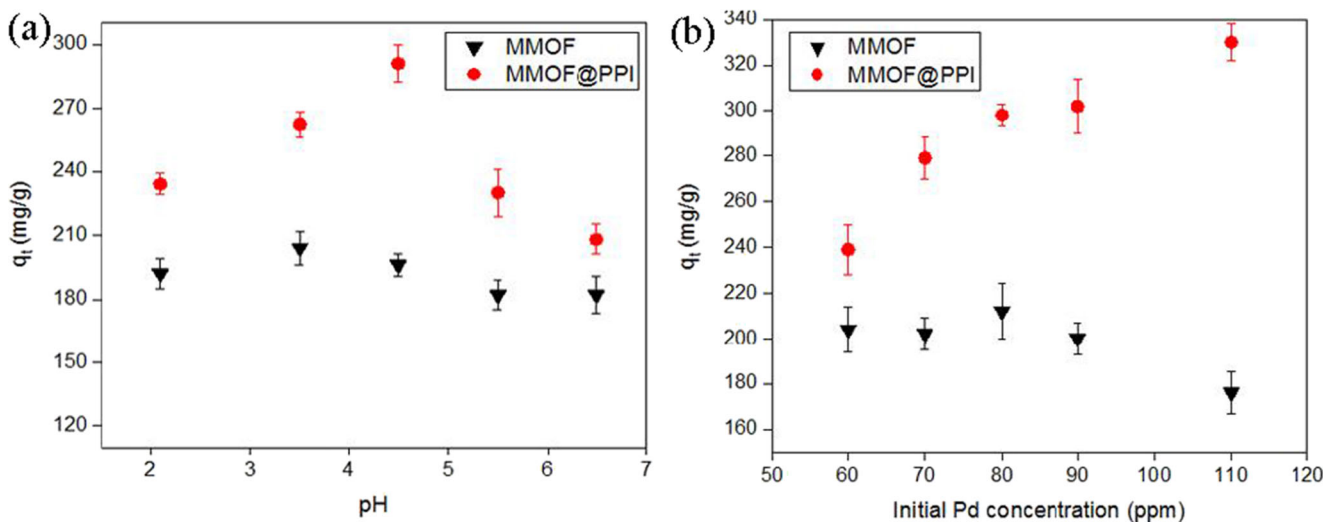 (a)
MMOF
MMOF@PPI
300
270
240
210
180
150
120
qt (mg/g)
2 3 4 5 6 7
pH
(b)
MMOF
MMOF@PPI
340
320
300
280
260
240
220
200
180
160
qt (mg/g)
50 60 70 80 90 100 110 120
Initial Pd concentration (ppm)